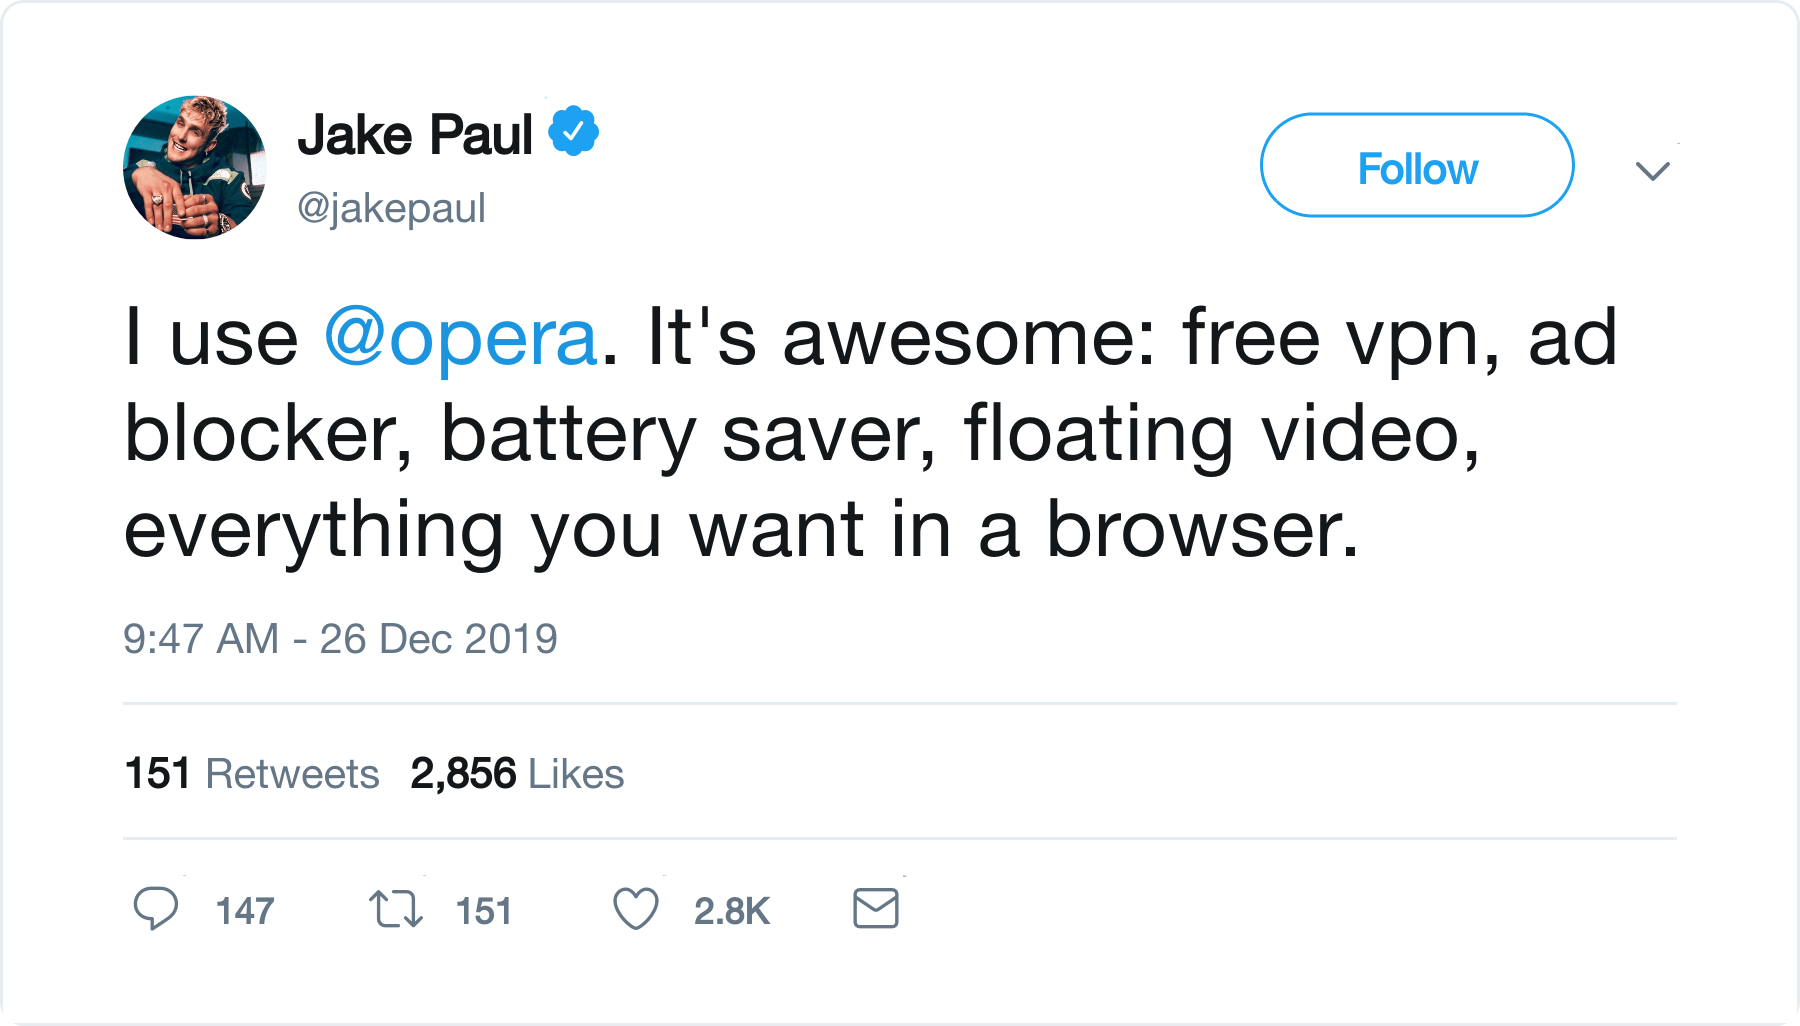 Jake Paul
@jakepaul
Follow
I use @opera. It's awesome: free vpn, ad
blocker, battery saver, floating video,
everything you want in a browser.
9:47 AM - 26 Dec 2019
151 Retweets 2,856 Likes
147 151 2.8K